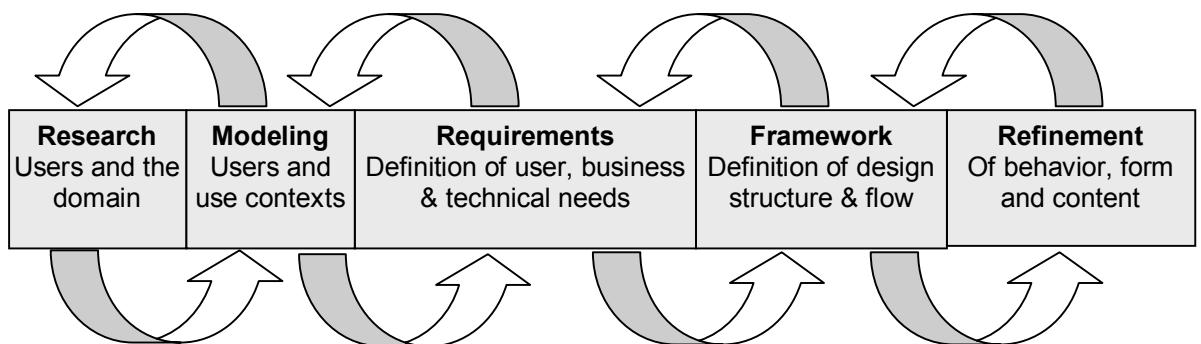 Research
Users and the
domain
Modeling
Users and
use contexts
Requirements
Definition of user, business
& technical needs
Framework
Definition of design
structure & flow
Refinement
Of behavior, form
and content